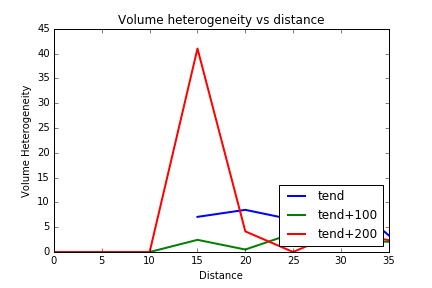 Volume heterogeneity vs distance
Volume Heterogeneity
45
40
35
30
25
20
15
10
5
0
tend
tend+100
tend+200
0 5 10 15 20 25 30 35
Distance